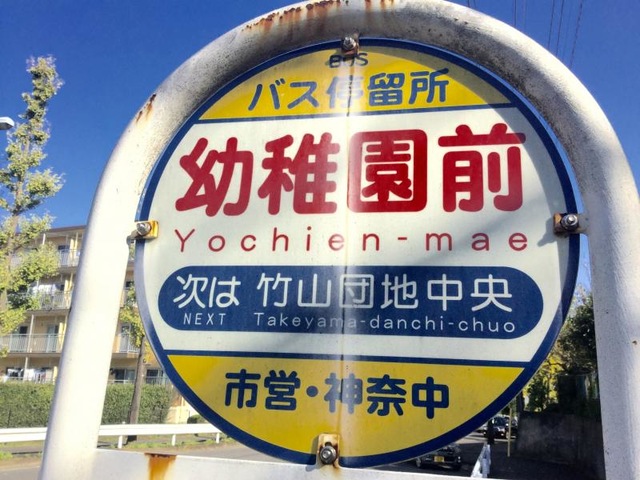 BUS
バス停留所
幼稚園前
Yochien-mae
次は 竹山団地中央
NEXT Takeyama-danchi-chuo
市営・神奈中